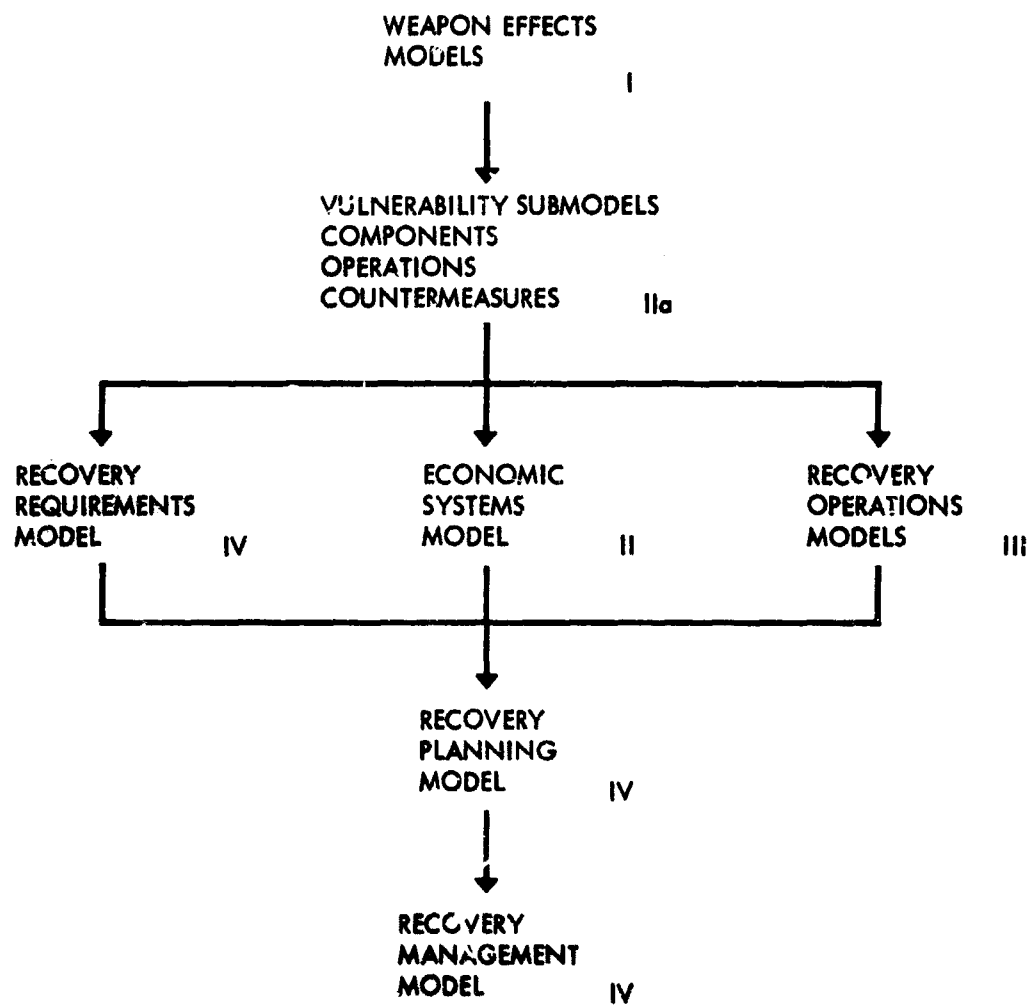 WEAPON EFFECTS
MODELS
I
VULNERABILITY SUBMODELS
COMPONENTS
OPERATIONS
COUNTERMEASURES
IIa
RECOVERY
REQUIREMENTS
MODEL
IV
ECONOMIC
SYSTEMS
MODEL
II
RECOVERY
OPERATIONS
MODELS
III
RECOVERY
PLANNING
MODEL
IV
RECOVERY
MANAGEMENT
MODEL
IV